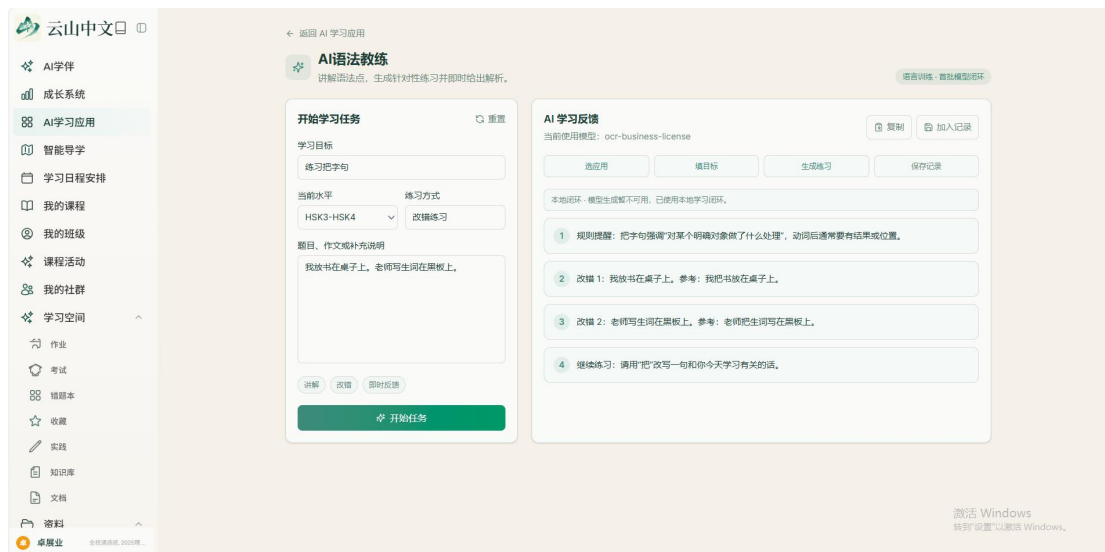 云山中文
AI学伴
成长系统
AI学习应用
智能导学
学习日程安排
我的课程
我的班级
课程活动
我的社群
学习空间
作业
考试
错题本
收藏
实践
知识库
文档
资料
卓展业
← 返回 AI 学习应用
AI语法教练
讲解语法点，生成针对性练习并即时给出解析。
语言训练 · 首批模型闭环
开始学习任务
重置
学习目标
练习把字句
当前水平 练习方式
HSK3-HSK4 改错练习
题目、作文或补充说明
我放书在桌子上。老师写生词在黑板上。
讲解 改错 即时反馈
开始任务
AI 学习反馈
当前使用模型：ocr-business-license
复制 加入记录
选应用 填目标 生成练习 保存记录
本地闭环 · 模型生成暂不可用，已使用本地学习闭环。
1 规则提醒：把字句强调“对某个明确对象做了什么处理”，动词后通常要有结果或位置。
2 改错 1：我放书在桌子上。参考：我把书放在桌子上。
3 改错 2：老师写生词在黑板上。参考：老师把生词写在黑板上。
4 继续练习：请用“把”改写一句和你今天学习有关的话。
激活 Windows
转到“设置”以激活 Windows。